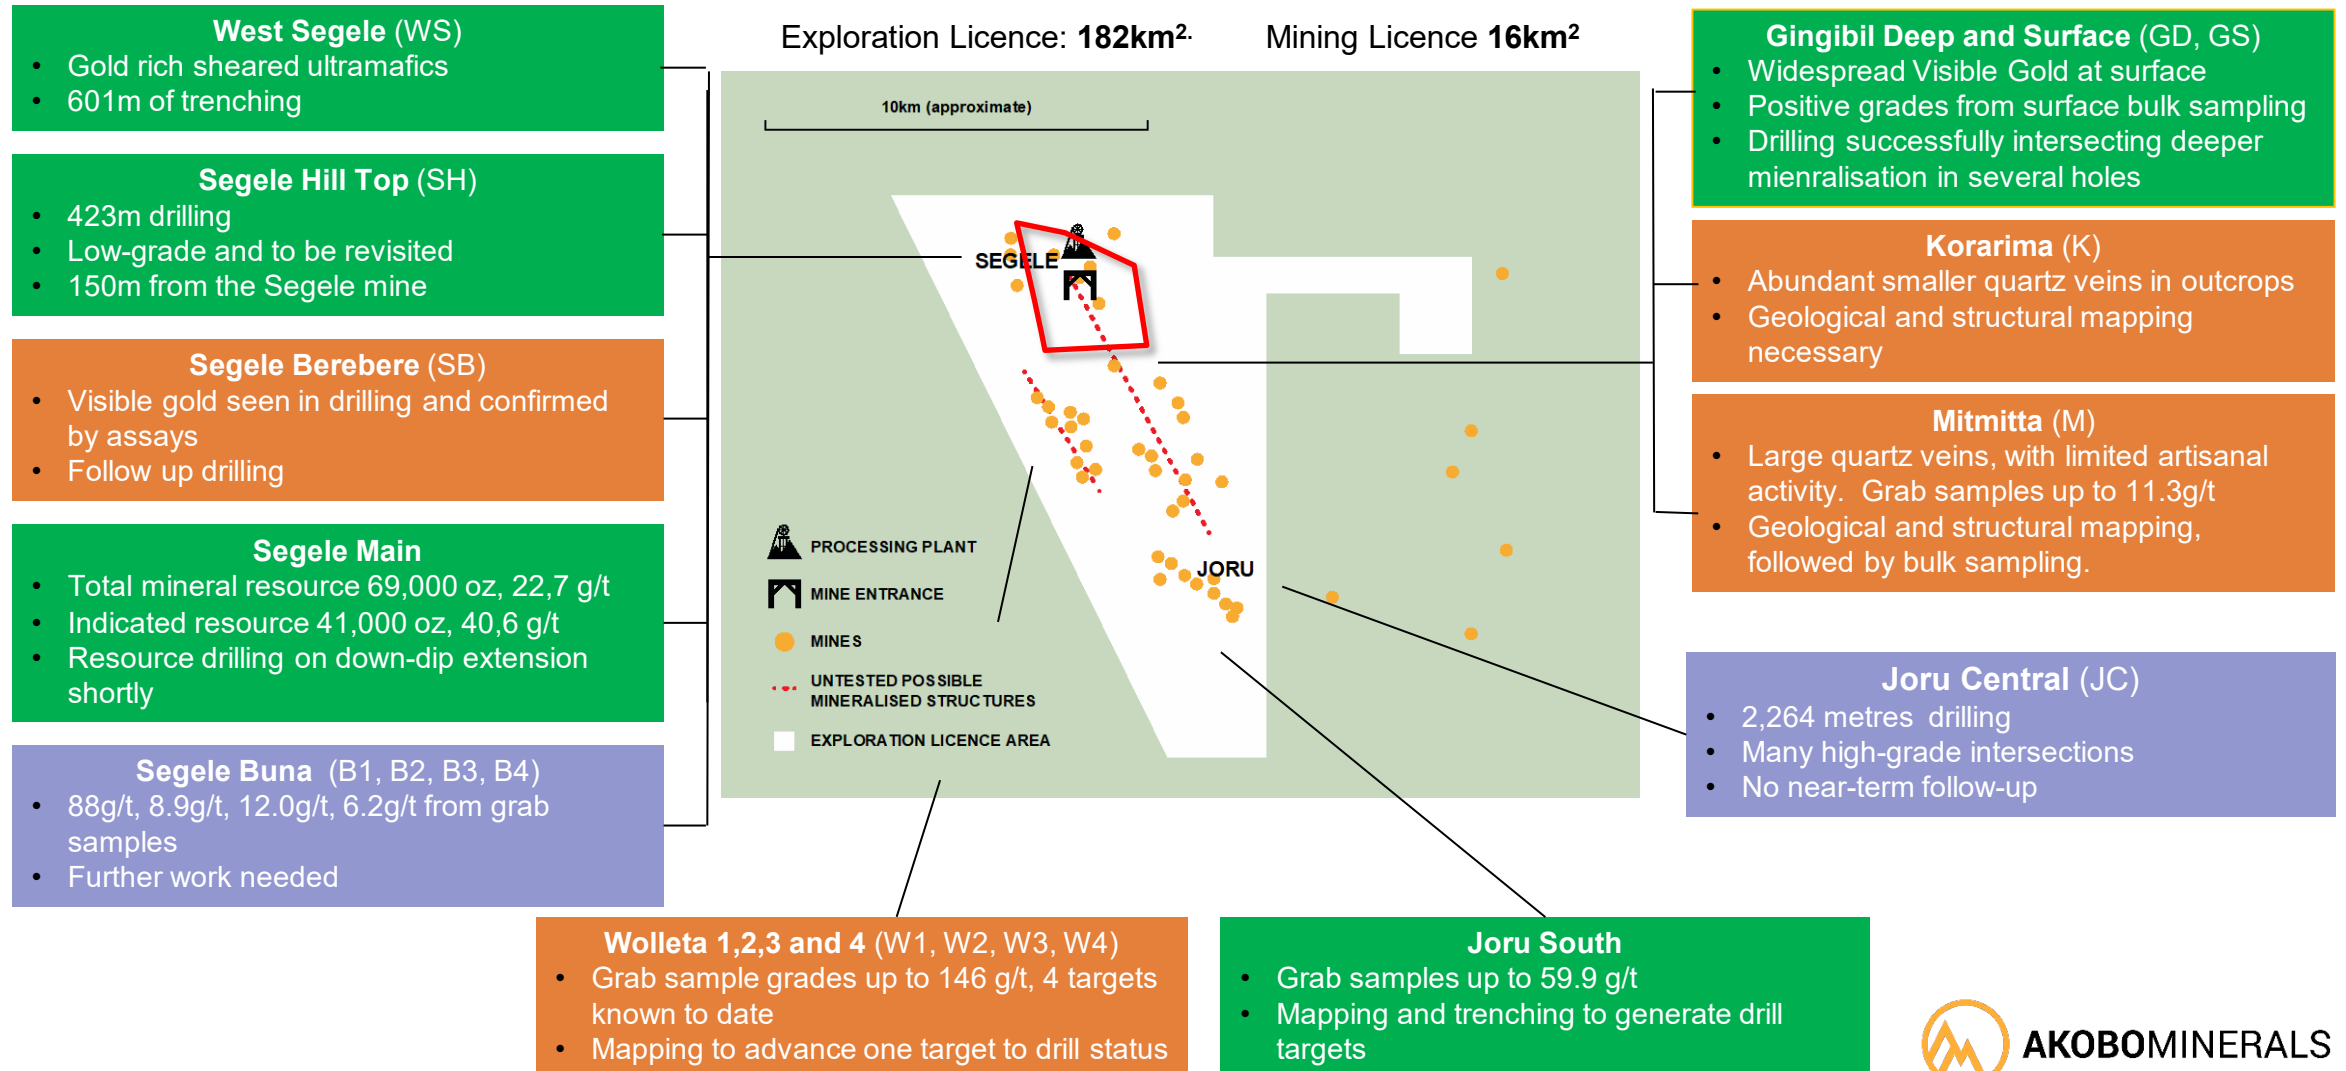 Exploration Licence: 182km².
Mining Licence 16km²
West Segele (WS)
• Gold rich sheared ultramafics
• 601m of trenching
Segele Hill Top (SH)
• 423m drilling
• Low-grade and to be revisited
• 150m from the Segele mine
Segele Berebere (SB)
• Visible gold seen in drilling and confirmed
by assays
• Follow up drilling
Segele Main
• Total mineral resource 69,000 oz, 22,7 g/t
• Indicated resource 41,000 oz, 40,6 g/t
• Resource drilling on down-dip extension
shortly
Segele Buna (B1, B2, B3, B4)
• 88g/t, 8.9g/t, 12.0g/t, 6.2g/t from grab
samples
• Further work needed
10km (approximate)
SEGELE
JORU
PROCESSING PLANT
MINE ENTRANCE
MINES
UNTESTED POSSIBLE
MINERALISED STRUCTURES
EXPLORATION LICENCE AREA
Gingibil Deep and Surface (GD, GS)
• Widespread Visible Gold at surface
• Positive grades from surface bulk sampling
• Drilling successfully intersecting deeper
mienralisation in several holes
Korarima (K)
• Abundant smaller quartz veins in outcrops
• Geological and structural mapping
necessary
Mitmitta (M)
• Large quartz veins, with limited artisanal
activity. Grab samples up to 11.3g/t
• Geological and structural mapping,
followed by bulk sampling.
Joru Central (JC)
• 2,264 metres drilling
• Many high-grade intersections
• No near-term follow-up
Wolleta 1,2,3 and 4 (W1, W2, W3, W4)
• Grab sample grades up to 146 g/t, 4 targets
known to date
• Mapping to advance one target to drill status
Joru South
• Grab samples up to 59.9 g/t
• Mapping and trenching to generate drill
targets
AKOBOMINERALS